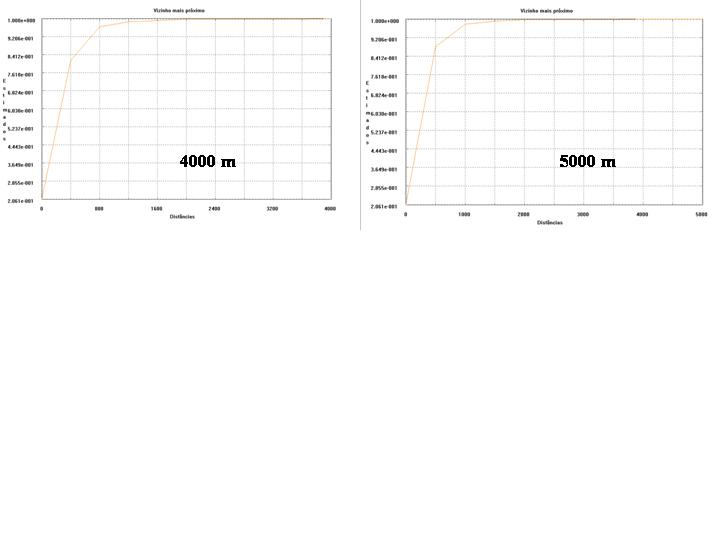 Vizinho mais próximo
1.000e+000
9.206e-001
8.412e-001
7.618e-001
6.824e-001
6.030e-001
5.237e-001
4.443e-001
3.649e-001
2.855e-001
2.061e-001
Estimados
4000 m
0 800 1600 2400 3200 4000
Distâncias
Vizinho mais próximo
1.000e+000
9.206e-001
8.412e-001
7.618e-001
6.824e-001
6.030e-001
5.237e-001
4.443e-001
3.649e-001
2.855e-001
2.061e-001
Estimados
5000 m
0 1000 2000 3000 4000 5000
Distâncias